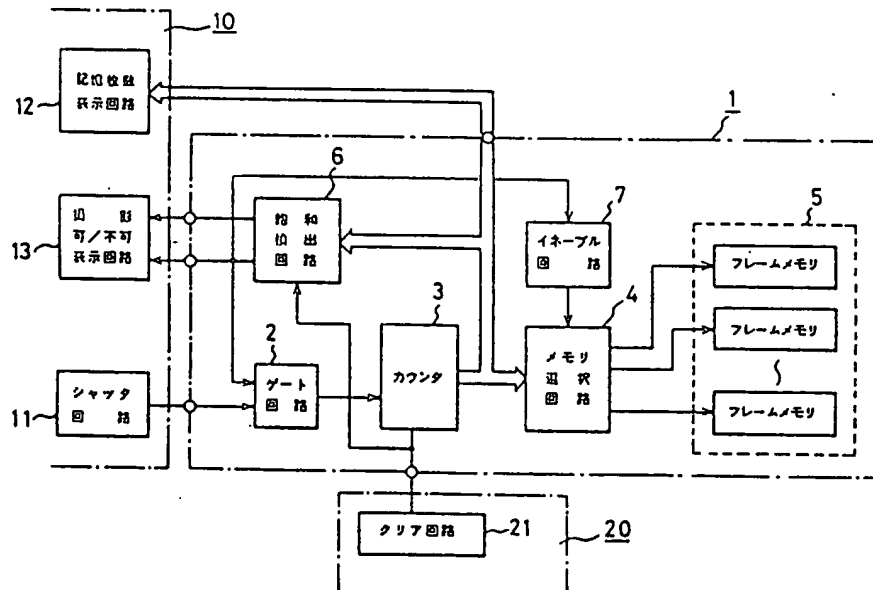 10
1
記憶枚数
表示回路
12
6
飽和
検出
回路
7
イネーブル
回路
5
撮影
可/不可
表示回路
13
フレームメモリ
フレームメモリ
フレームメモリ
3
カウンタ
4
メモリ
選択
回路
2
ゲート
回路
シャッタ
回路
11
クリア回路
21
20